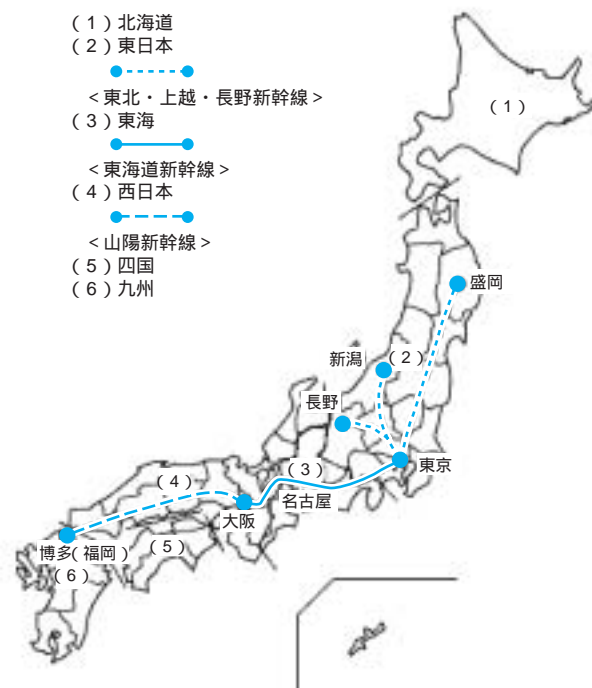 (1)北海道
(2)東日本
<東北・上越・長野新幹線>
(3)東海
<東海道新幹線>
(4)西日本
<山陽新幹線>
(5)四国
(6)九州
(1)
盛岡
新潟
(2)
長野
東京
(3)
(4)
名古屋
大阪
博多(福岡)
(5)
(6)